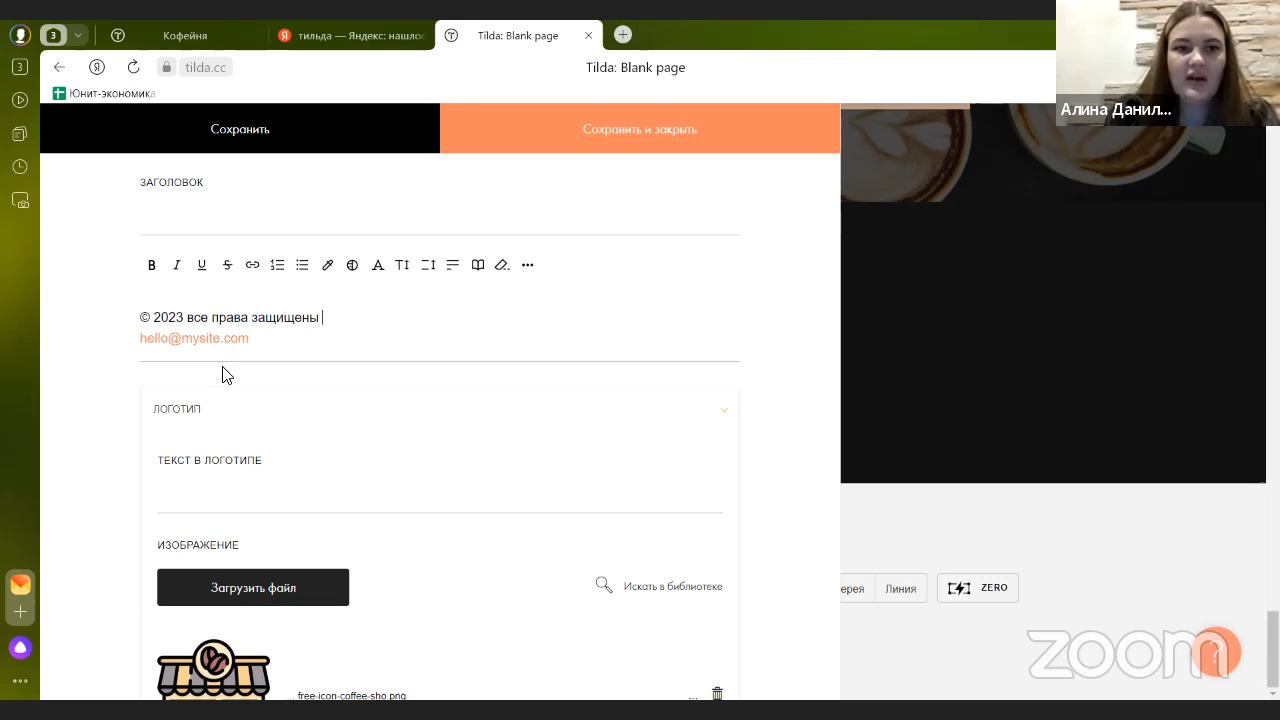 3
Кофейня
тильда — Яндекс: нашлос
Tilda: Blank page
tilda.cc
Tilda: Blank page
3
Юнит-экономика
Алина Данил...
Сохранить
Сохранить и закрыть
ЗАГОЛОВОК
© 2023 все права защищены
hello@mysite.com
ЛОГОТИП
ТЕКСТ В ЛОГОТИПЕ
ИЗОБРАЖЕНИЕ
Загрузить файл
Искать в библиотеке
ерея
Линия
ZERO
... free-icon-coffee-sho.png
...
zoom
?